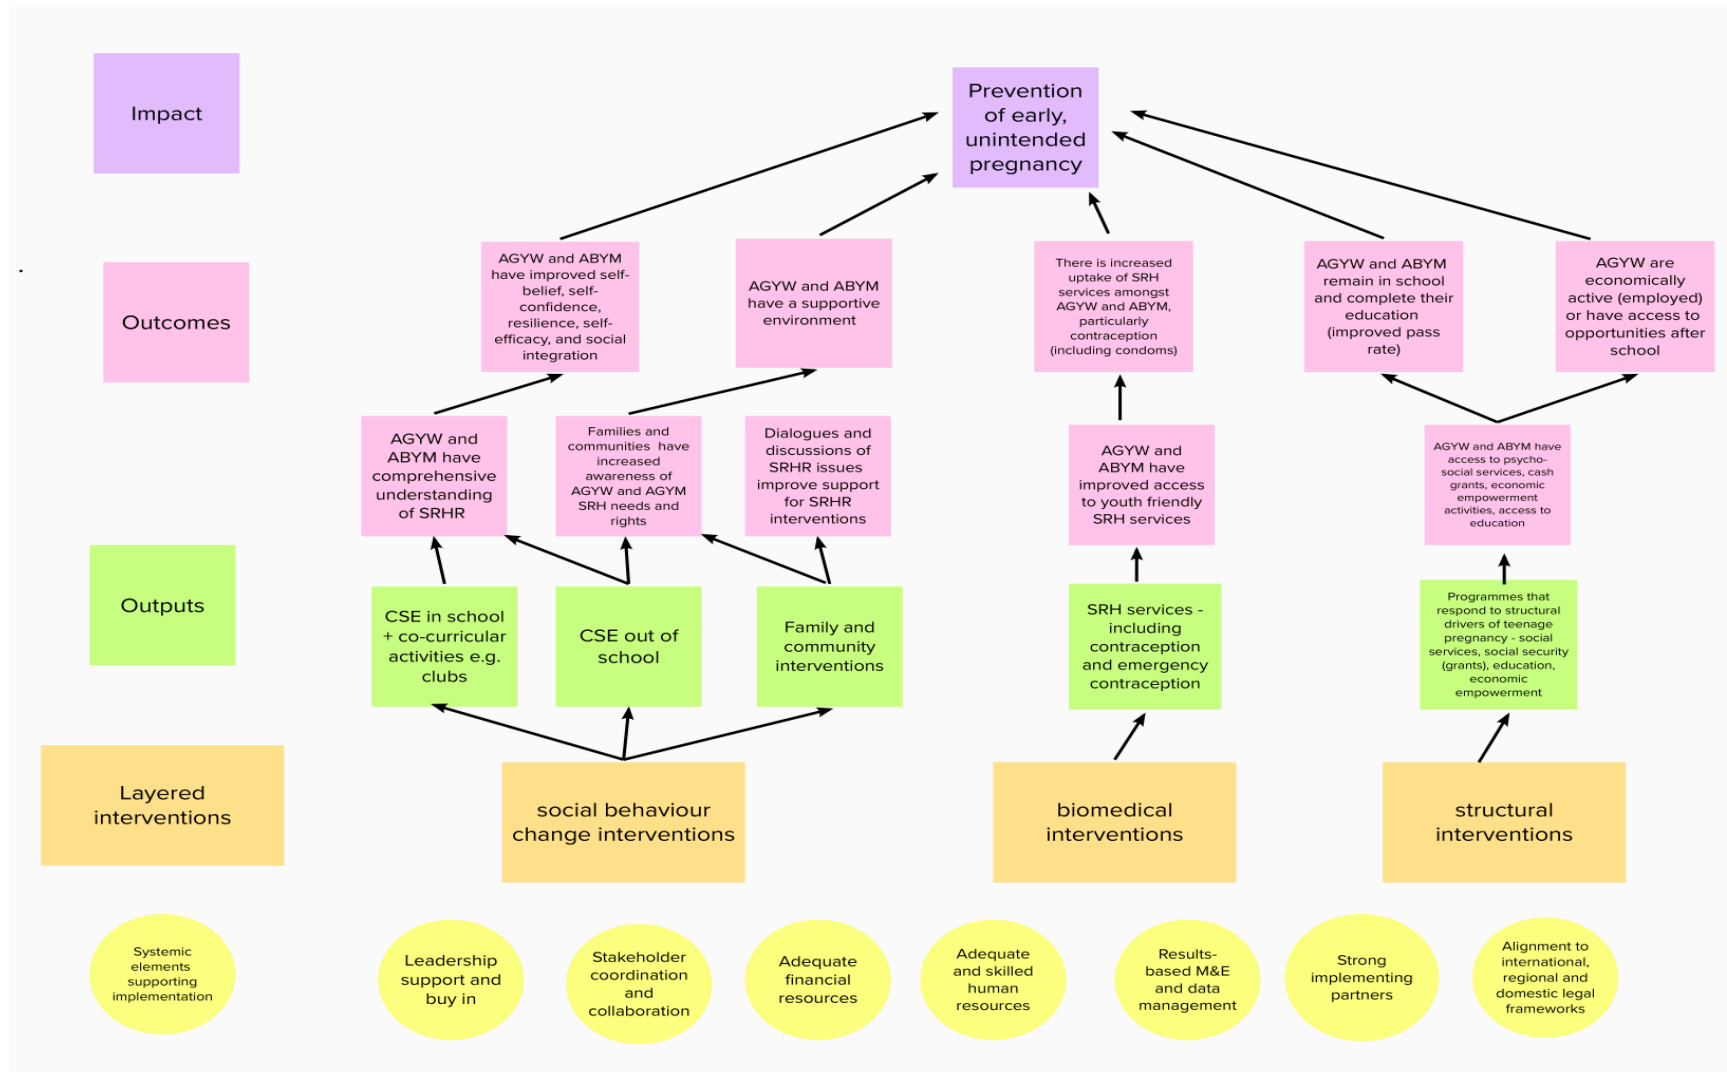 Impact
Prevention
of early,
unintended
pregnancy
Outcomes
AGYW and ABYM
have improved self-
belief, self-
confidence,
resilience, self-
efficacy, and social
integration
AGYW and ABYM
have a supportive
environment
There is increased
uptake of SRH
services amongst
AGYW and ABYM,
particularly
contraception
(including condoms)
AGYW and ABYM
remain in school
and complete their
education
(improved pass
rate)
AGYW are
economically
active (employed)
or have access to
opportunities after
school
AGYW and
ABYM have
comprehensive
understanding
of SRHR
Families and
communities have
increased
awareness of
AGYW and AGYM
SRH needs and
rights
Dialogues and
discussions of
SRHR issues
improve support
for SRHR
interventions
AGYW and
ABYM have
improved access
to youth friendly
SRH services
AGYW and ABYM have
access to psycho-
social services, cash
grants, economic
empowerment
activities, access to
education
Outputs
CSE in school
+ co-curricular
activities e.g.
clubs
CSE out of
school
Family and
community
interventions
SRH services -
including
contraception
and emergency
contraception
Programmes that
respond to structural
drivers of teenage
pregnancy - social
services, social security
(grants), education,
economic
empowerment
Layered
interventions
social behaviour
change interventions
biomedical
interventions
structural
interventions
Systemic
elements
supporting
implementation
Leadership
support and
buy in
Stakeholder
coordination
and
collaboration
Adequate
financial
resources
Adequate
and skilled
human
resources
Results-
based M&E
and data
management
Strong
implementing
partners
Alignment to
international,
regional and
domestic legal
frameworks